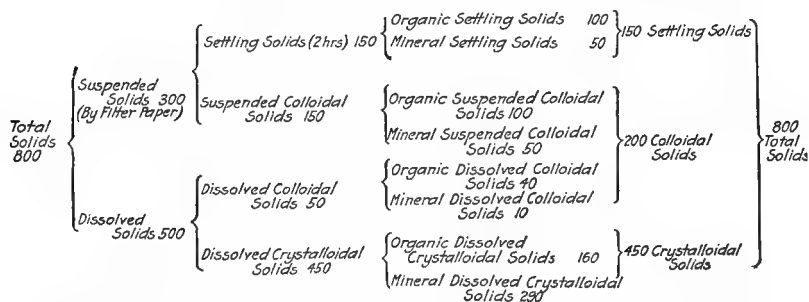 Total
Solids
800
Suspended
Solids 300
(By Filter Paper)
Dissolved
Solids 500
Settling Solids (2 hrs) 150
Suspended Colloidal
Solids 150
Dissolved Colloidal
Solids 50
Dissolved Crystalloidal
Solids 450
Organic Settling Solids 100
Mineral Settling Solids 50
Organic Suspended Colloidal
Solids 100
Mineral Suspended Colloidal
Solids 50
Organic Dissolved Colloidal
Solids 40
Mineral Dissolved Colloidal
Solids 10
Organic Dissolved
Crystalloidal Solids 160
Mineral Dissolved Crystalloidal
Solids 290
150 Settling Solids
200 Colloidal
Solids
450 Crystalloidal
Solids
800
Total
Solids